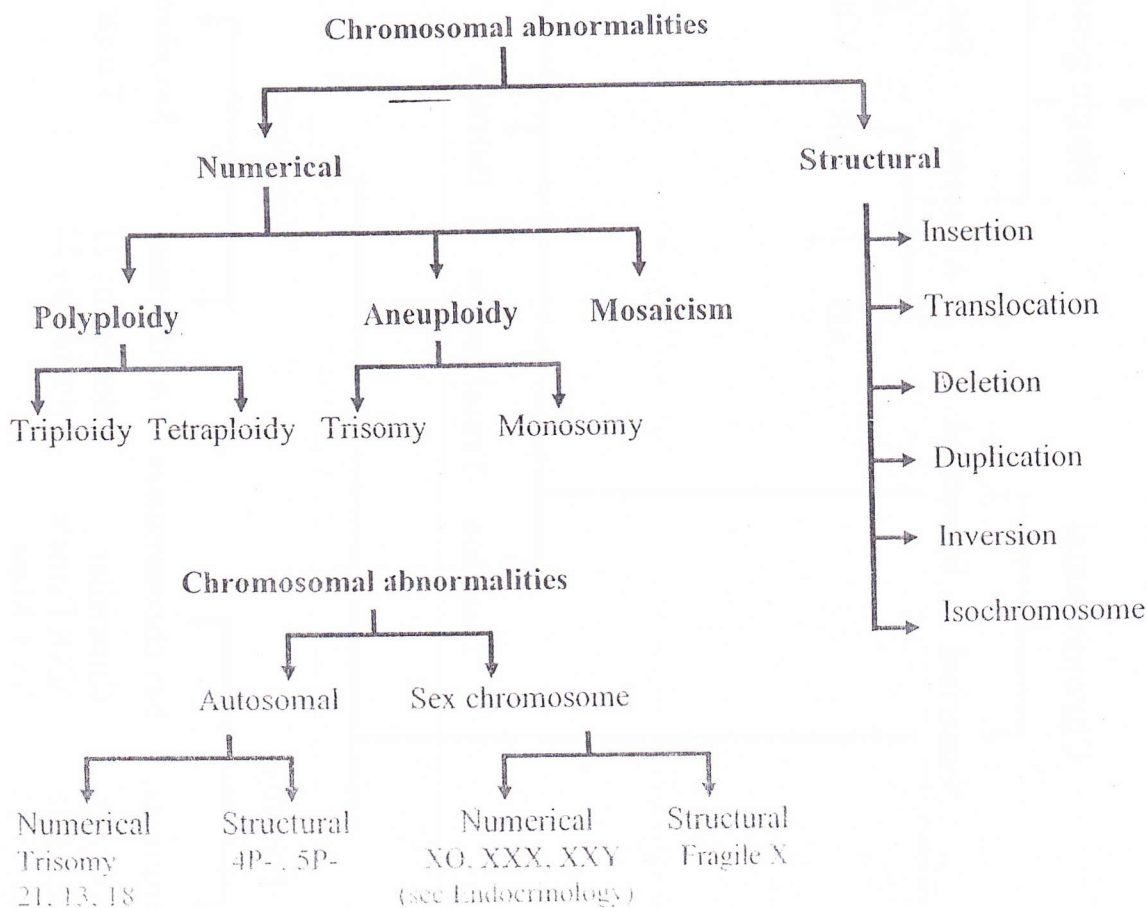 Chromosomal abnormalities
Numerical
Structural
Insertion
Translocation
Deletion
Duplication
Inversion
Isochromosome
Polyploidy Aneuploidy Mosaicism
Triploidy Tetraploidy Trisomy Monosomy
Chromosomal abnormalities
Autosomal Sex chromosome
Numerical
Trisomy
21, 13, 18
Structural
4P- , 5P-
Numerical
XO, XXX, XXY
(see Endocrinology)
Structural
Fragile X